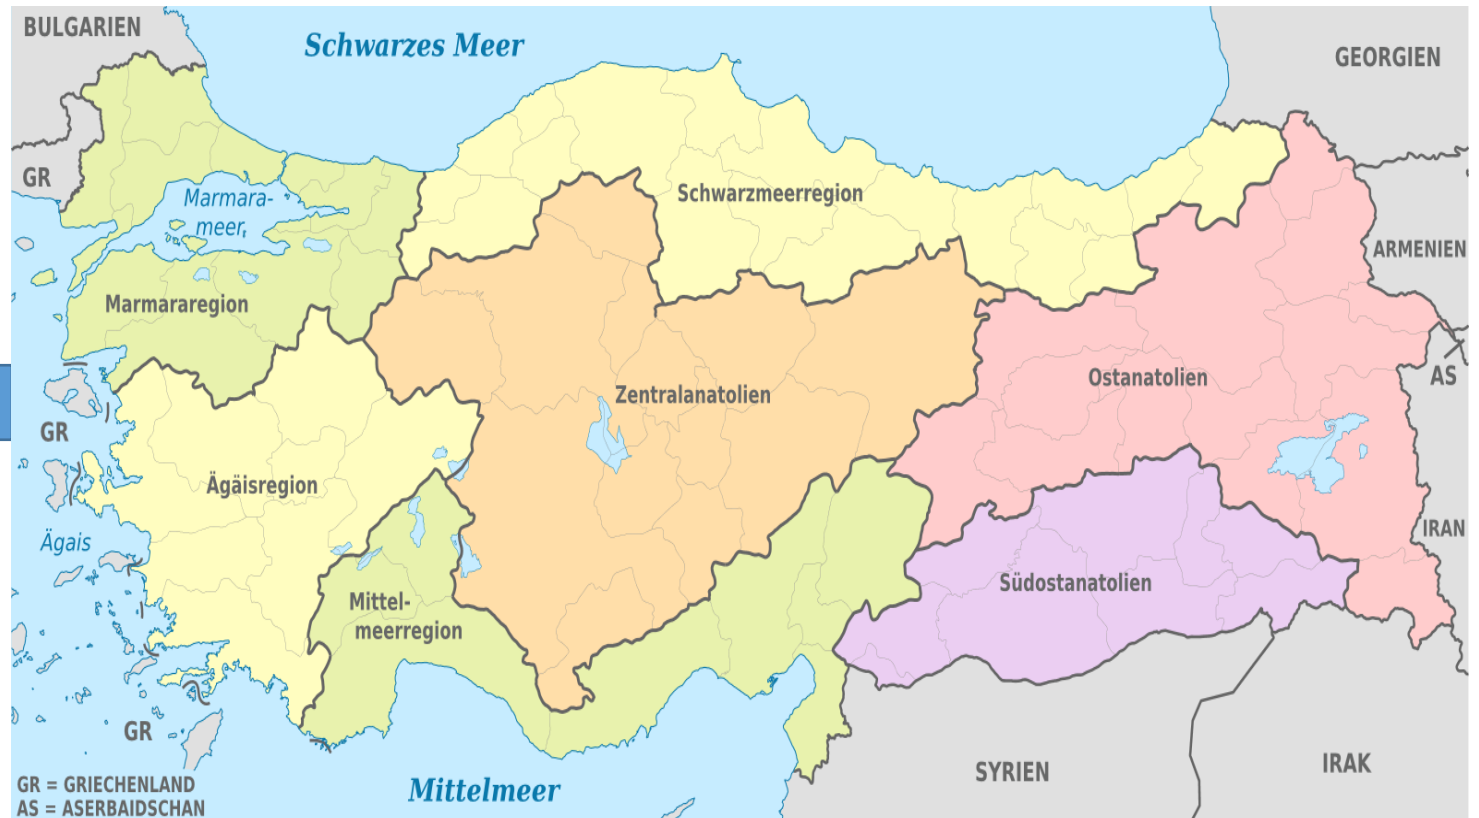 BULGARIEN
Schwarzes Meer
GEORGIEN
GR
Marmara-
meer
Schwarzmeerregion
ARMENIEN
Marmararegion
AS
Zentralanatolien
Ostanatolien
GR
Ägäisregion
IRAN
Ägais
Südostanatolien
Mittel-
meerregion
GR
SYRIEN
IRAK
Mittelmeer
GR = GRIECHENLAND
AS = ASERBAIDSCHAN